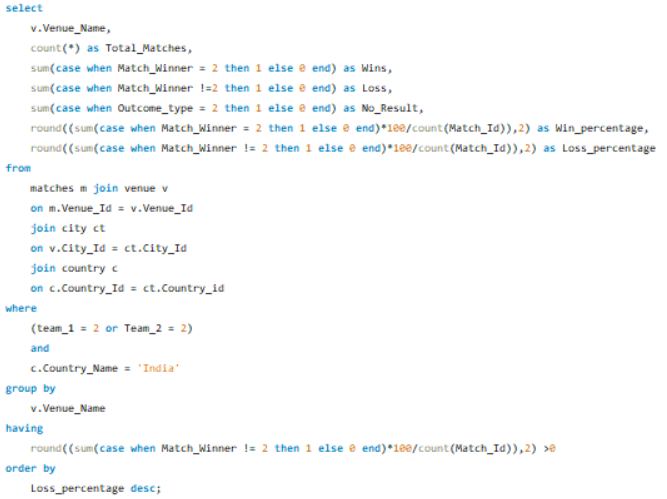 select
v.Venue_Name,
count(*) as Total_Matches,
sum(case when Match_Winner = 2 then 1 else 0 end) as Wins,
sum(case when Match_Winner !=2 then 1 else 0 end) as Loss,
sum(case when Outcome_type = 2 then 1 else 0 end) as No_Result,
round((sum(case when Match_Winner = 2 then 1 else 0 end)*100/count(Match_Id)),2) as Win_percentage,
round((sum(case when Match_Winner != 2 then 1 else 0 end)*100/count(Match_Id)),2) as Loss_percentage
from
matches m join venue v
on m.Venue_Id = v.Venue_Id
join city ct
on v.City_Id = ct.City_Id
join country c
on c.Country_Id = ct.Country_id
where
(team_1 = 2 or Team_2 = 2)
and
c.Country_Name = 'India'
group by
v.Venue_Name
having
round((sum(case when Match_Winner != 2 then 1 else 0 end)*100/count(Match_Id)),2) >0
order by
Loss_percentage desc;